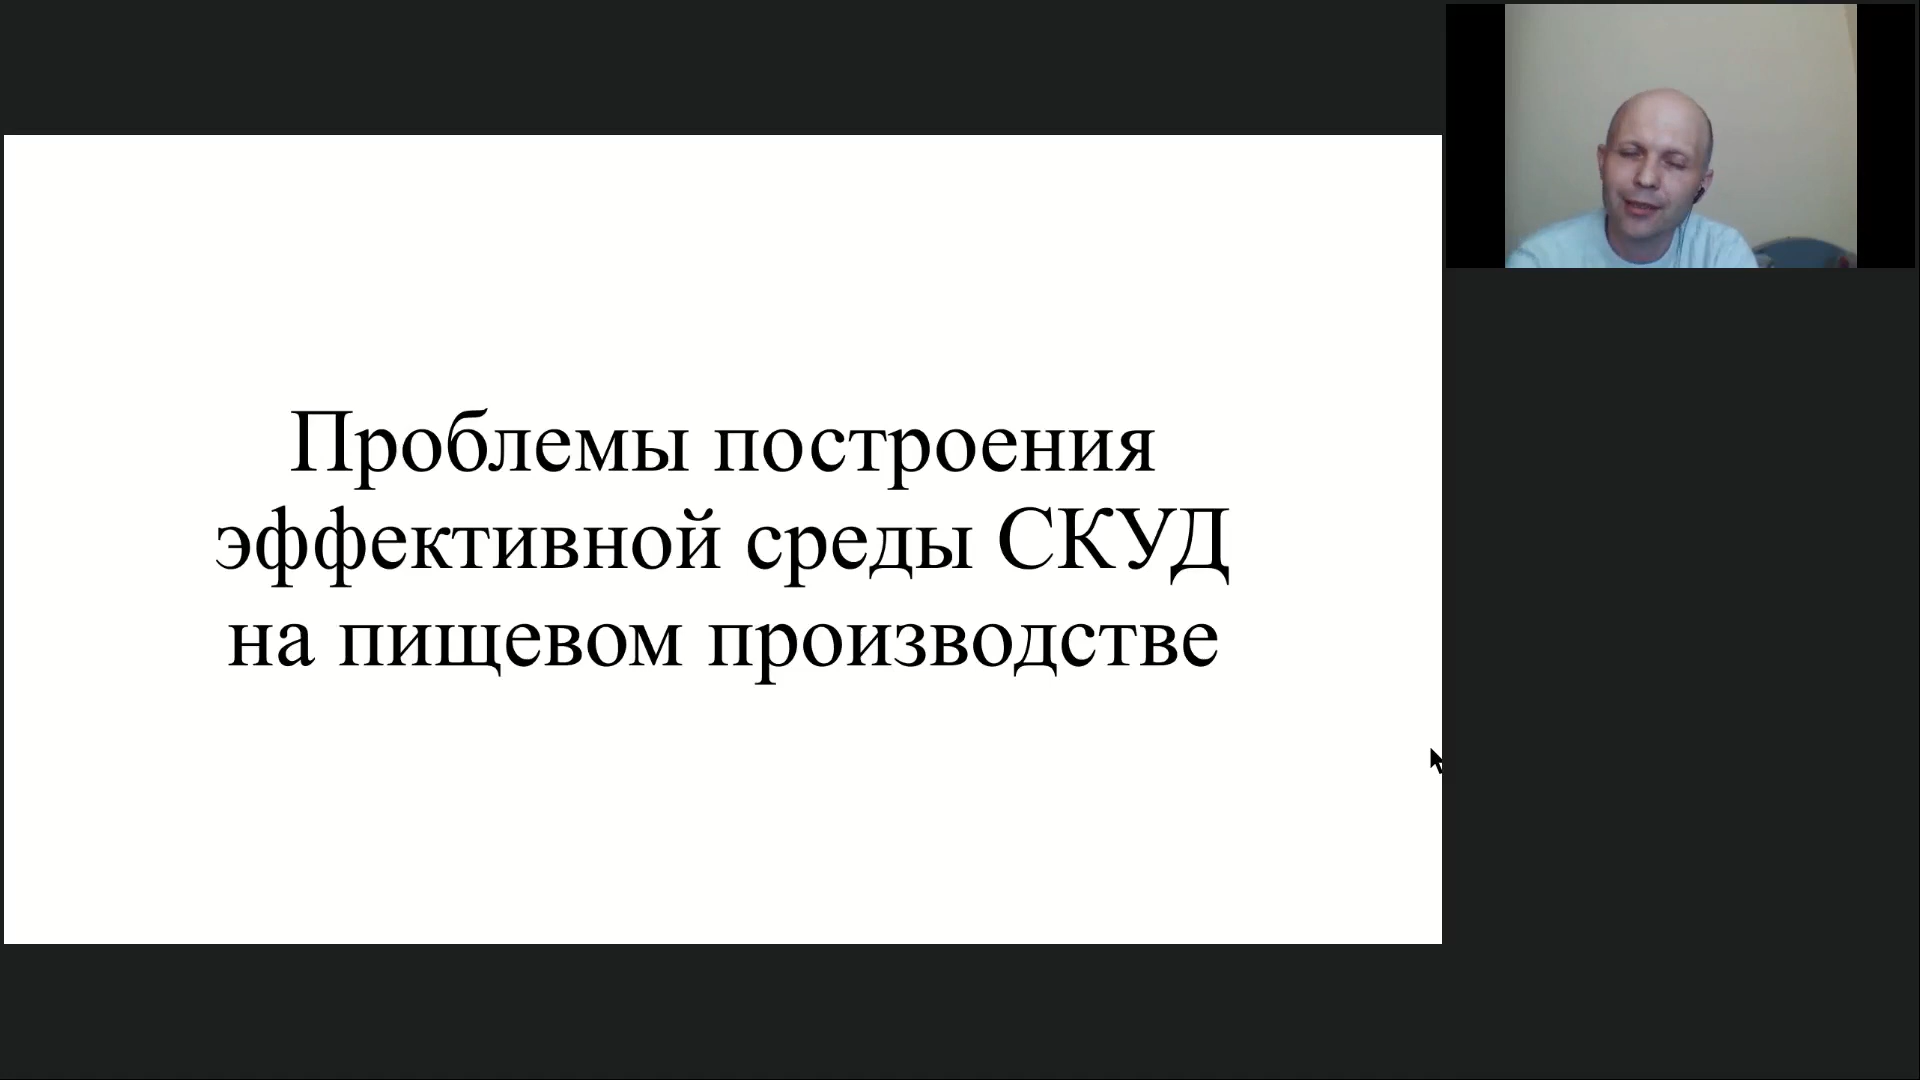 Проблемы построения
эффективной среды СКУД
на пищевом производстве